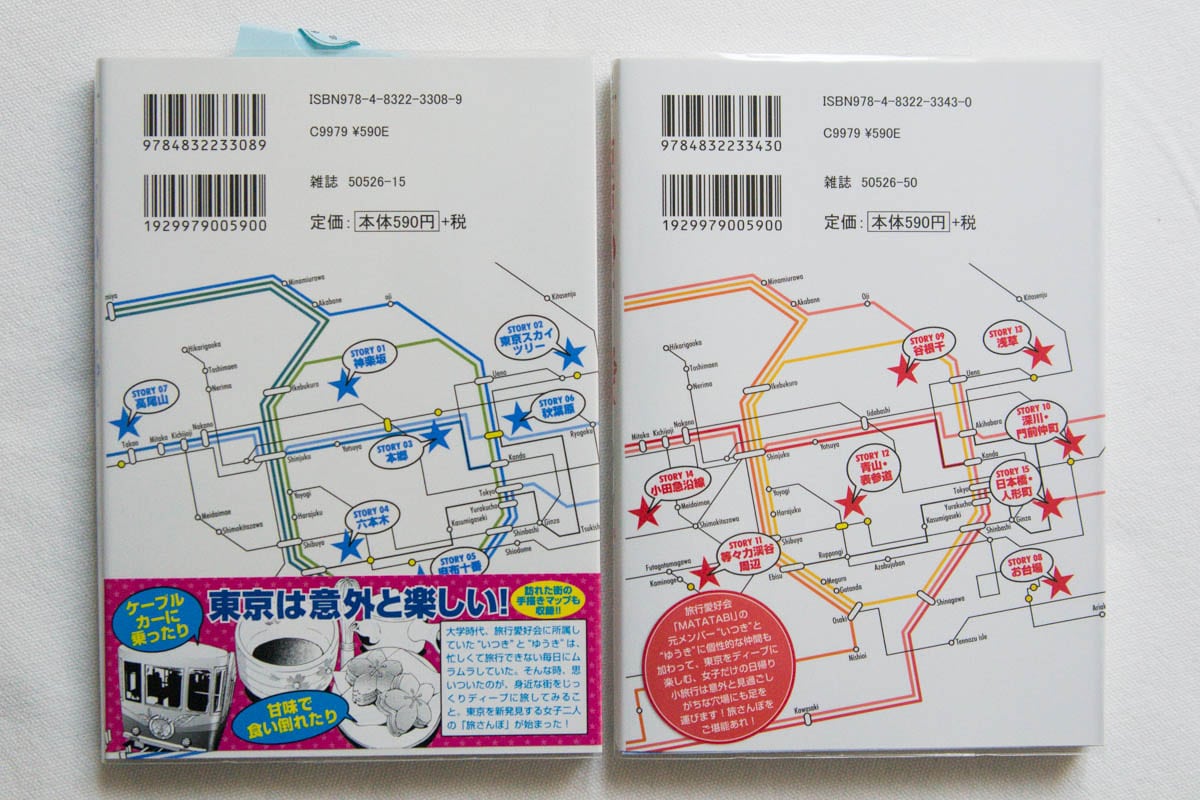 ISBN978-4-8322-3308-9
9784832233089
C9979 ¥590E
雑誌 50526-15
1929979005900
定価: 本体590円+税
miya
Minamiurawa
Akabane
Oji
Kitasenju
Hikarigaoka
Toshimaen
Nerima
Ikebukuro
Ueno
STORY 01
神楽坂
STORY 02
東京スカイ
ツリー
STORY 07
高尾山
STORY 06
秋葉原
STORY 03
本郷
Takao
Mitaka
Kichijoji
Nakano
Shinjuku
Yotsuya
Kanda
Ryogoku
Yoyogi
Harajuku
Meidaimae
Shimokitazawa
Shibuya
Tokyo
Yurakucho
Kasumigaseki
Ginza
Shinbashi
Shiodome
Tsukish
STORY 04
六本木
STORY 05
麻布十番
ケーブル
カーに
乗ったり
東京は意外と楽しい!
訪れた街の
手描きマップも
収録!!
甘味で
食い倒れたり
大学時代、旅行愛好会に所属し
ていた“いつき”と“ゆうき”は、
忙しくて旅行できない毎日にム
ラムラしていた。そんな時、思
いついたのが、身近な街をじっ
くりディープに旅してみるこ
と。東京を新発見する女子二人
の「旅さんぽ」が始まった!
ISBN978-4-8322-3343-0
9784832233430
C9979 ¥590E
雑誌 50526-50
1929979005900
定価: 本体590円+税
Minamiurawa
Akabane
Oji
Kitasenju
Hikarigaoka
Toshimaen
Nerima
Ikebukuro
Ueno
STORY 09
谷根千
STORY 13
浅草
STORY 10
深川・
門前仲町
STORY 12
青山・
表参道
STORY 15
日本橋・
人形町
STORY 14
小田急沿線
STORY 11
等々力渓谷
周辺
STORY 08
お台場
Mitaka
Kichijoji
Nakano
Iidabashi
Akihabara
Shinjuku
Yotsuya
Kanda
Yoyogi
Harajuku
Meidaimae
Shimokitazawa
Shibuya
Tokyo
Yurakucho
Kasumigaseki
Ginza
Shinbashi
Futagotamagawa
Kaminoge
Ebisu
Roppongi
Azabujuban
Meguro
Gotanda
Osaki
Shinagawa
Tennozu Isle
Ariak
Nishioi
Kawasaki
旅行愛好会
「MATATABI」の
元メンバー“いつき”と
“ゆうき”に個性的な仲間も
加わって、東京をディープに
楽しむ、女子だけの日帰り
小旅行は意外と見過ごし
がちな穴場にも足を
運びます!旅さんぽを
ご堪能あれ!